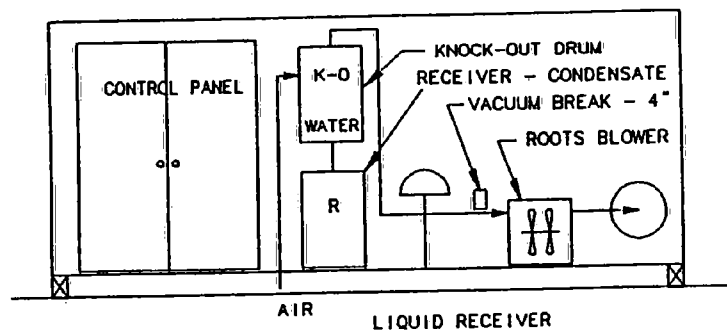 CONTROL PANEL
K-O
WATER
R
KNOCK-OUT DRUM
RECEIVER - CONDENSATE
VACUUM BREAK - 4"
ROOTS BLOWER
AIR
LIQUID RECEIVER